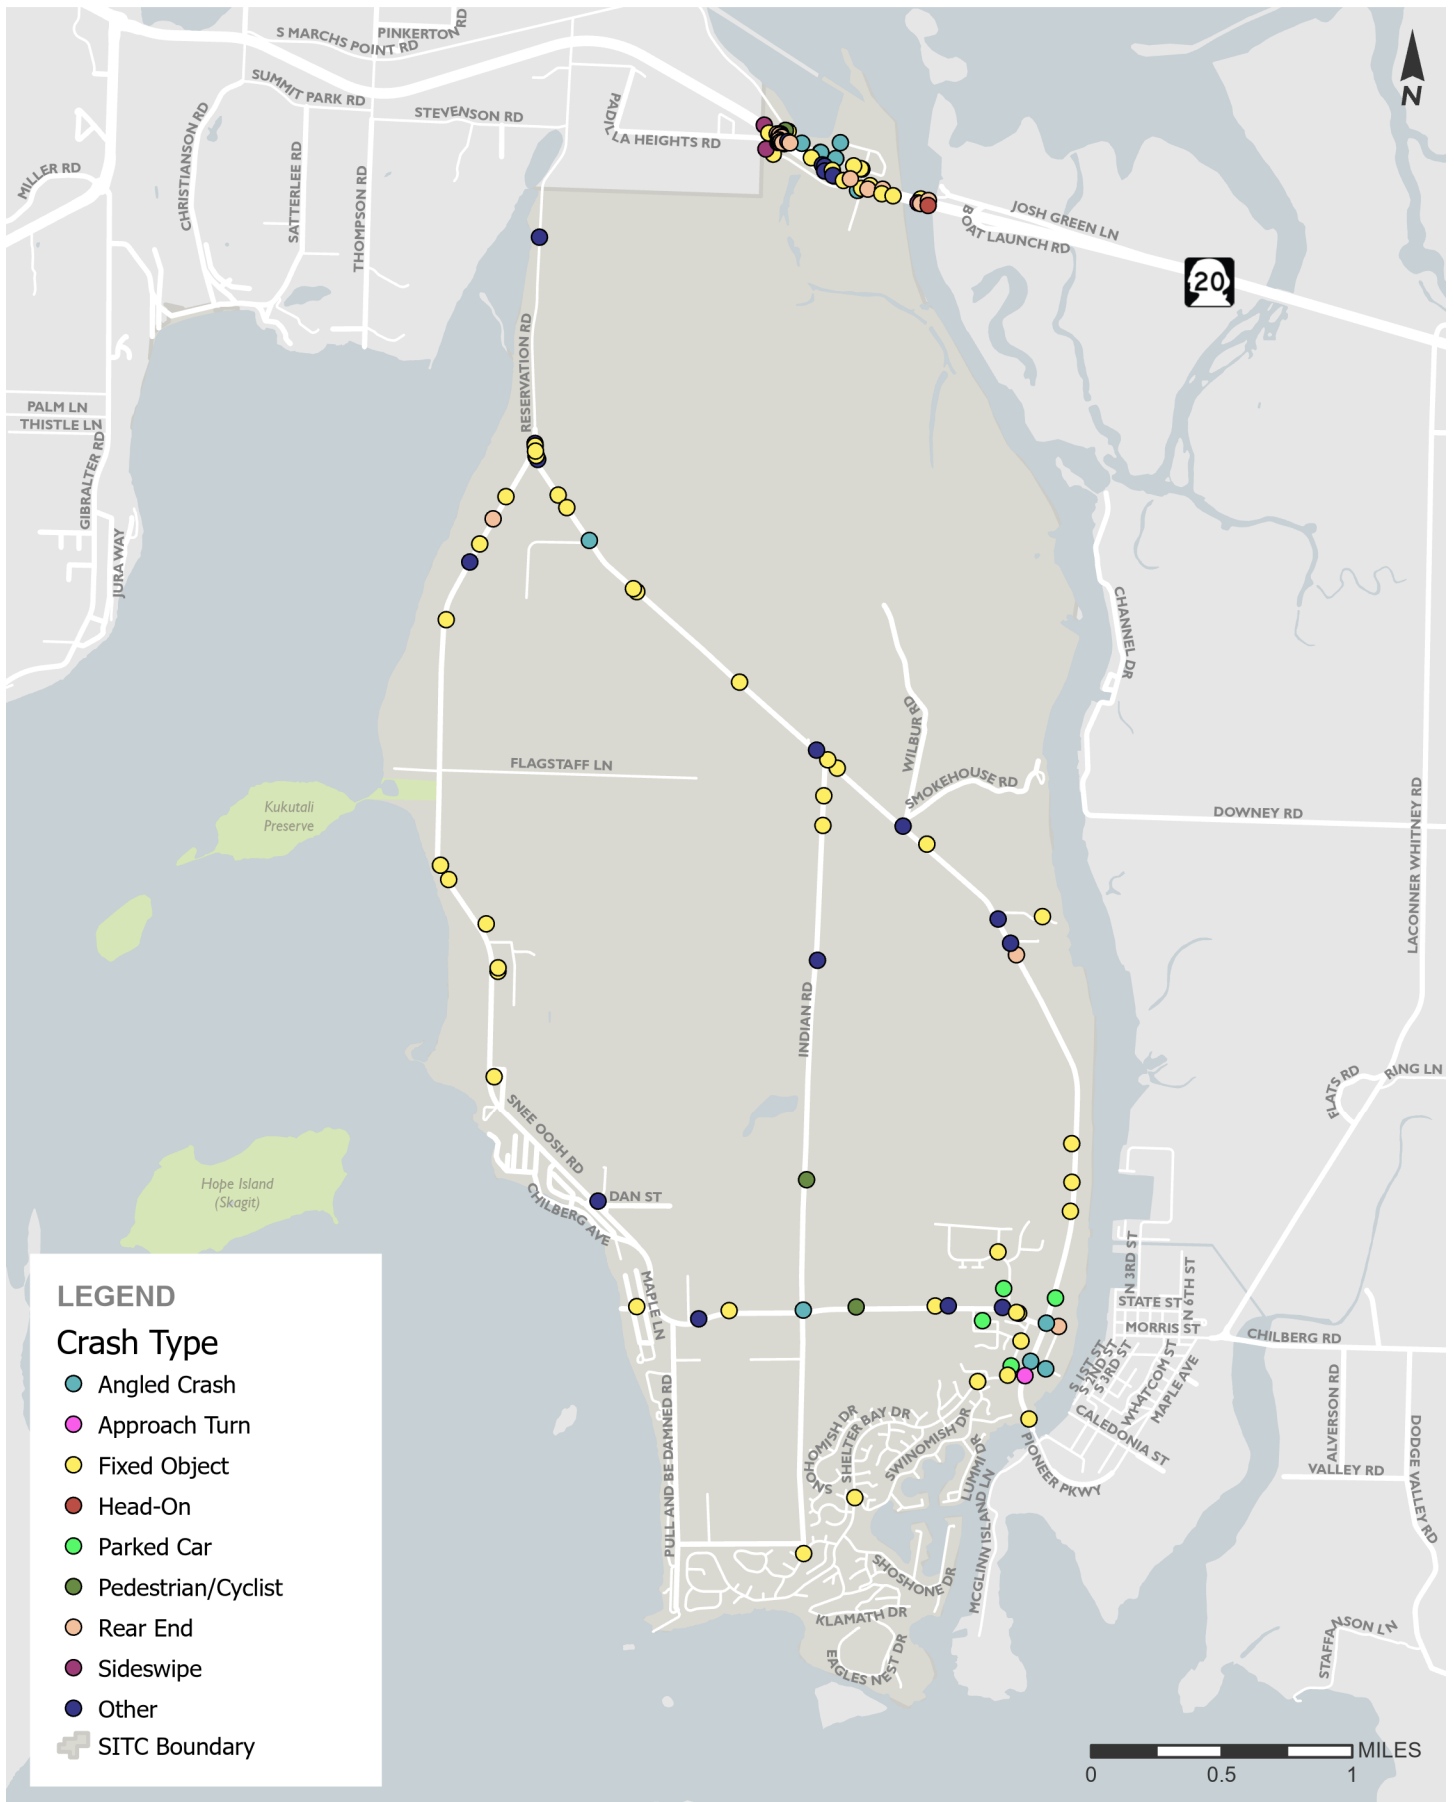 S MARCHS POINT RD
PINKERTON RD
SUMMIT PARK RD
STEVENSON RD
PADILLA HEIGHTS RD
N
MILLER RD
CHRISTIANSON RD
SATTERLEE RD
THOMPSON RD
JOSH GREEN LN
BOAT LAUNCH RD
20
RESERVATION RD
PALM LN
THISTLE LN
GIBRALTER RD
JURA WAY
CHANNEL DR
WILBUR RD
FLAGSTAFF LN
SMOKEHOUSE RD
Kukutali
Preserve
DOWNEY RD
LACONNER WHITNEY RD
INDIAN RD
FLATS RD
RING LN
SNEE OOSH RD
Hope Island
(Skagit)
DAN ST
CHILBERG AVE
MAPLE LN
N 3RD ST
N 6TH ST
STATE ST
MORRIS ST
CHILBERG RD
S 1ST ST
S 2ND ST
S 3RD ST
WHATCOM ST
MAPLE AVE
CALEDONIA ST
PULL AND BE DAMNED RD
SNOHOMISH DR
SHELTER BAY DR
SWINOMISH DR
LUMMI DR
PIONEER PKWY
MCGLINN ISLAND LN
ALVERSON RD
VALLEY RD
DODGE VALLEY RD
SHOSHONE DR
KLAMATH DR
EAGLES NEST DR
STAFFANSON LN
LEGEND
Crash Type
Angled Crash
Approach Turn
Fixed Object
Head-On
Parked Car
Pedestrian/Cyclist
Rear End
Sideswipe
Other
SITC Boundary
MILES
0 0.5 1